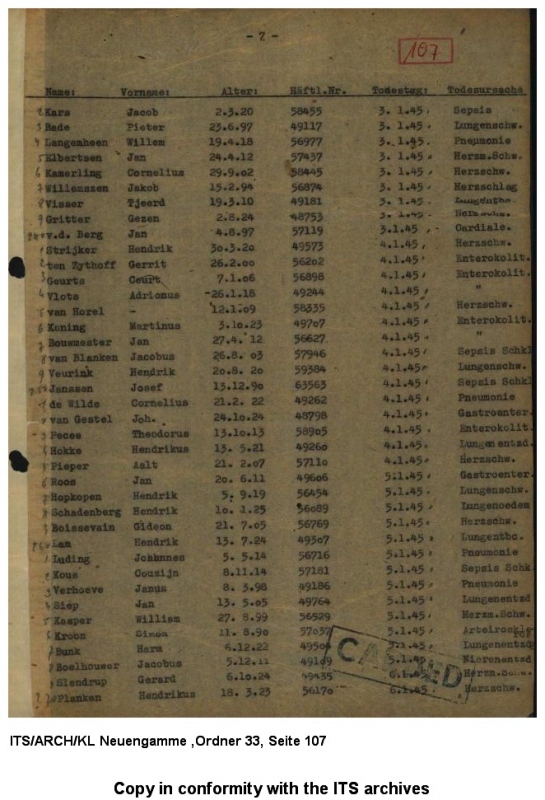 - 7 -
107
Name: Vorname: Alter: Häftl.Nr. Todestag: Todesursache
Kars Jacob 2.3.20 58455 3. 1.45. Sepsis
Bade Pieter 23.6.97 49117 3. 1.45. Lungenschw.
Langenheen Willem 19.4.18 56977 3. 1.45. Pneumonie
Elbertsen Jan 24.4.12 57437 3. 1.45. Herzm.Schw.
Kamerling Cornelius 29.9.02 58445 3. 1.45. Herzschw.
Willemszen Jakob 15.2.94 56874 3. 1.45. Herzschlag
Visser Tjeerd 19.3.10 49181 3. 1.45.
Gritter Gezen 2.8.24 48753 3. 1.45.
v.d. Berg Jan 4.8.97 57119 3.1.45. Cardiale.
Strijker Hendrik 30.3.20 49573 4.1.45. Herzschw.
ten Zythoff Gerrit 26.2.00 56202 4.1.45. Enterokolit.
Geurts Geurt 7.1.06 56898 4.1.45. Enterokolit.
Vlots Adrianus 26.1.18 49244 4.1.45. "
van Horel - 12.1.09 58335 4.1.45. Herzschw.
Koning Martinus 3.10.23 49707 4.1.45. Enterokolit.
Bouwmester Jan 27.4. 12 56627 4.1.45. "
van Blanken Jacobus 26.8. 03 57946 4.1.45. Sepsis Schkl
Veurink Hendrik 20.8. 20 59384 4.1.45. Lungenschw.
Janssen Josef 13.12.90 63563 4.1.45. Sepsis Schkl
de Wilde Cornelius 21.2. 22 49262 4.1.45. Pneumonie
van Gestel Joh. 24.10.24 48798 4.1.45. Gastroenter.
Peces Theodorus 13.10.13 58905 4.1.45. Enterokolit.
Hokke Hendrikus 13. 5.21 49260 4.1.45. Lungenentzd.
Pieper Aalt 21. 2.07 57110 4.1.45. Herzschw.
Roos Jan 20. 6.11 49606 5.1.45. Gastroenter.
Hopkopen Hendrik 5. 9.19 56454 5.1.45. Lungenschw.
Schadenberg Hendrik 10. 1.25 56089 5.1.45. Lungenoedem
Boissevain Gideon 21. 7.05 56769 5.1.45. Herzschw.
Lam Hendrik 13. 7.24 49307 5.1.45. Lungentbc.
Luding Johannes 5. 5.14 56716 5.1.45. Pneumonie
Kous Cousijn 8.11.14 57181 5.1.45. Sepsis Schk
Verhoeve Janus 8. 3.98 49186 5.1.45. Pneumonie
Siep Jan 13. 5.05 49764 5.1.45. Lungenentzd
Kasper William 27. 8.99 56529 5.1.45. Herzm.Schw.
Krobn Simon 11. 8.90 57037 5.1.45.
Bunk Harm 6.12.22 5.1.45. Lungenentzd
Boelhouwer Jacobus 5.12.11 49109 5.1.45. Nierenentzd
Slendrup Gerard 6.10.24 49435
Planken Hendrikus 18. 3.23 56170 6.1.45. Herzschw.
ITS/ARCH/KL Neuengamme ,Ordner 33, Seite 107
Copy in conformity with the ITS archives